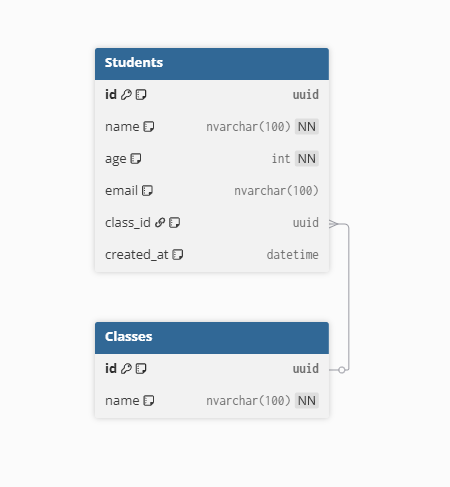 Students
id uuid
name nvarchar(100) NN
age int NN
email nvarchar(100)
class_id uuid
created_at datetime
Classes
id uuid
name nvarchar(100) NN